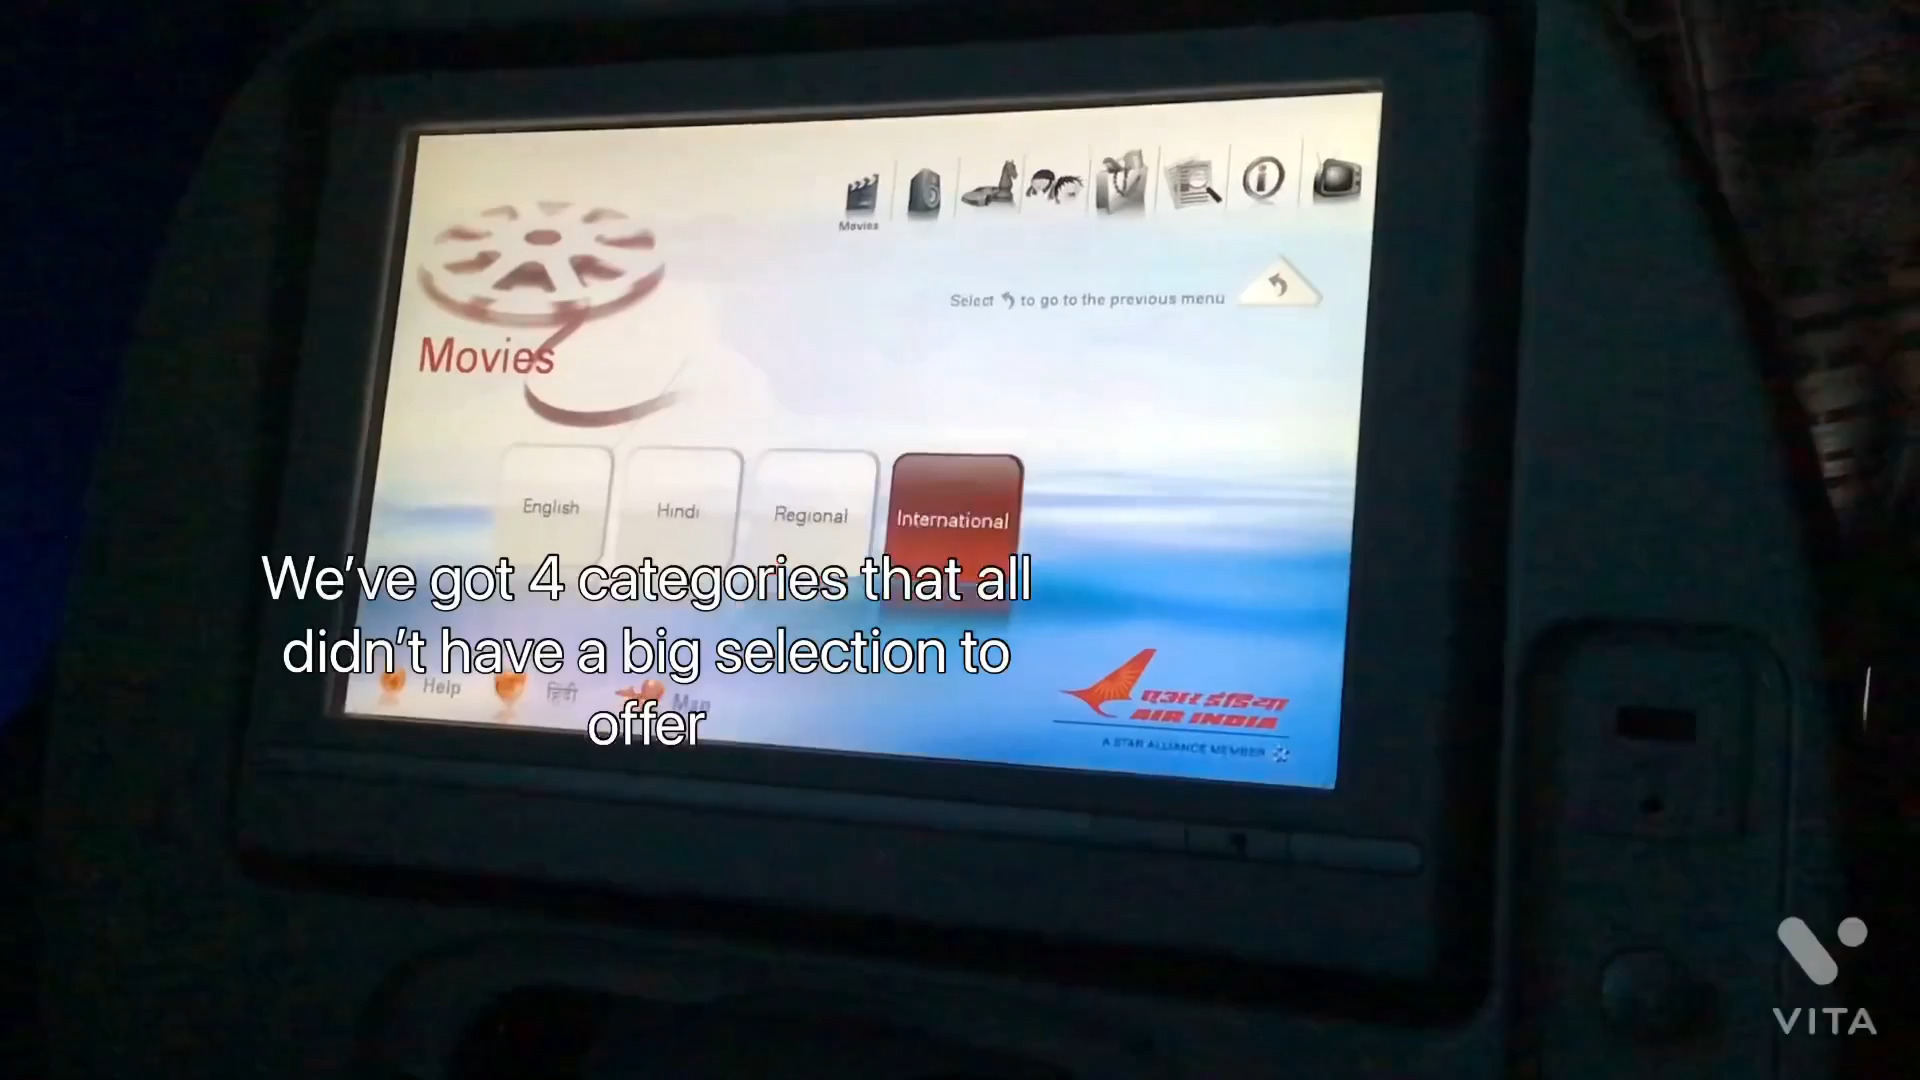 Movies
Select to go to the previous menu
Movies
English
Hindi
Regional
International
We've got 4 categories that all
didn't have a big selection to
offer
Help
हिंदी
Map
एअर इंडिया
AIR INDIA
A STAR ALLIANCE MEMBER
VITA